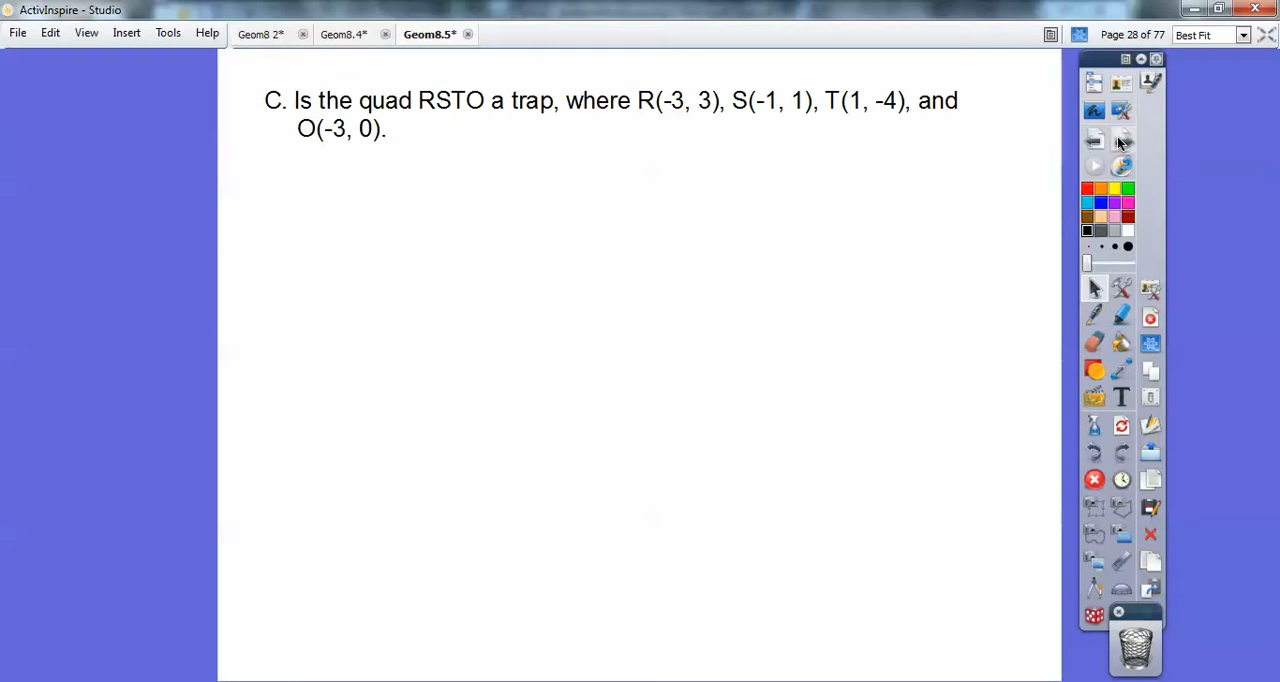 ActivInspire - Studio
File Edit View Insert Tools Help
Geom8 2* Geom8.4* Geom8.5*
Page 28 of 77 Best Fit
C. Is the quad RSTO a trap, where R(-3, 3), S(-1, 1), T(1, -4), and
O(-3, 0).